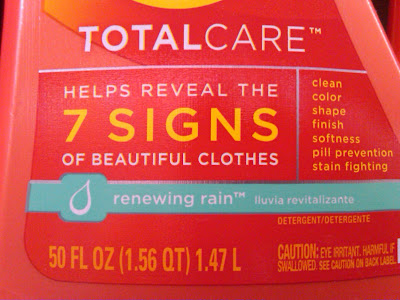 TOTALCARE™
HELPS REVEAL THE
7 SIGNS
OF BEAUTIFUL CLOTHES
clean
color
shape
finish
softness
pill prevention
stain fighting
renewing rain™ lluvia revitalizante
DETERGENT/DETERGENTE
50 FL OZ (1.56 QT) 1.47 L
CAUTION: EYE IRRITANT. HARMFUL IF
SWALLOWED. SEE CAUTION ON BACK LABEL.